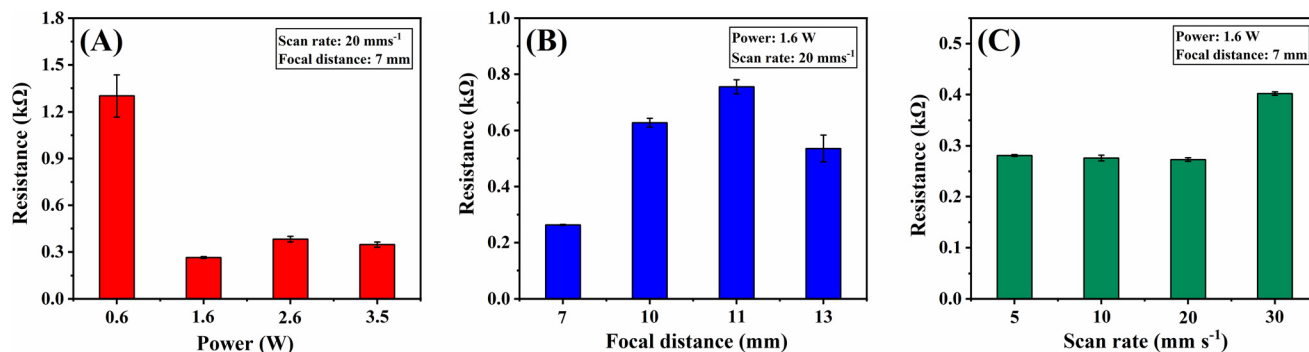 (A)
Scan rate: 20 mms⁻¹
Focal distance: 7 mm
Resistance (kΩ)
1.5
1.2
0.9
0.6
0.3
0.0
0.6 1.6 2.6 3.5
Power (W)
(B)
Power: 1.6 W
Scan rate: 20 mms⁻¹
Resistance (kΩ)
1.0
0.8
0.6
0.4
0.2
0.0
7 10 11 13
Focal distance (mm)
(C)
Power: 1.6 W
Focal distance: 7 mm
Resistance (kΩ)
0.5
0.4
0.3
0.2
0.1
0.0
5 10 20 30
Scan rate (mm s⁻¹)